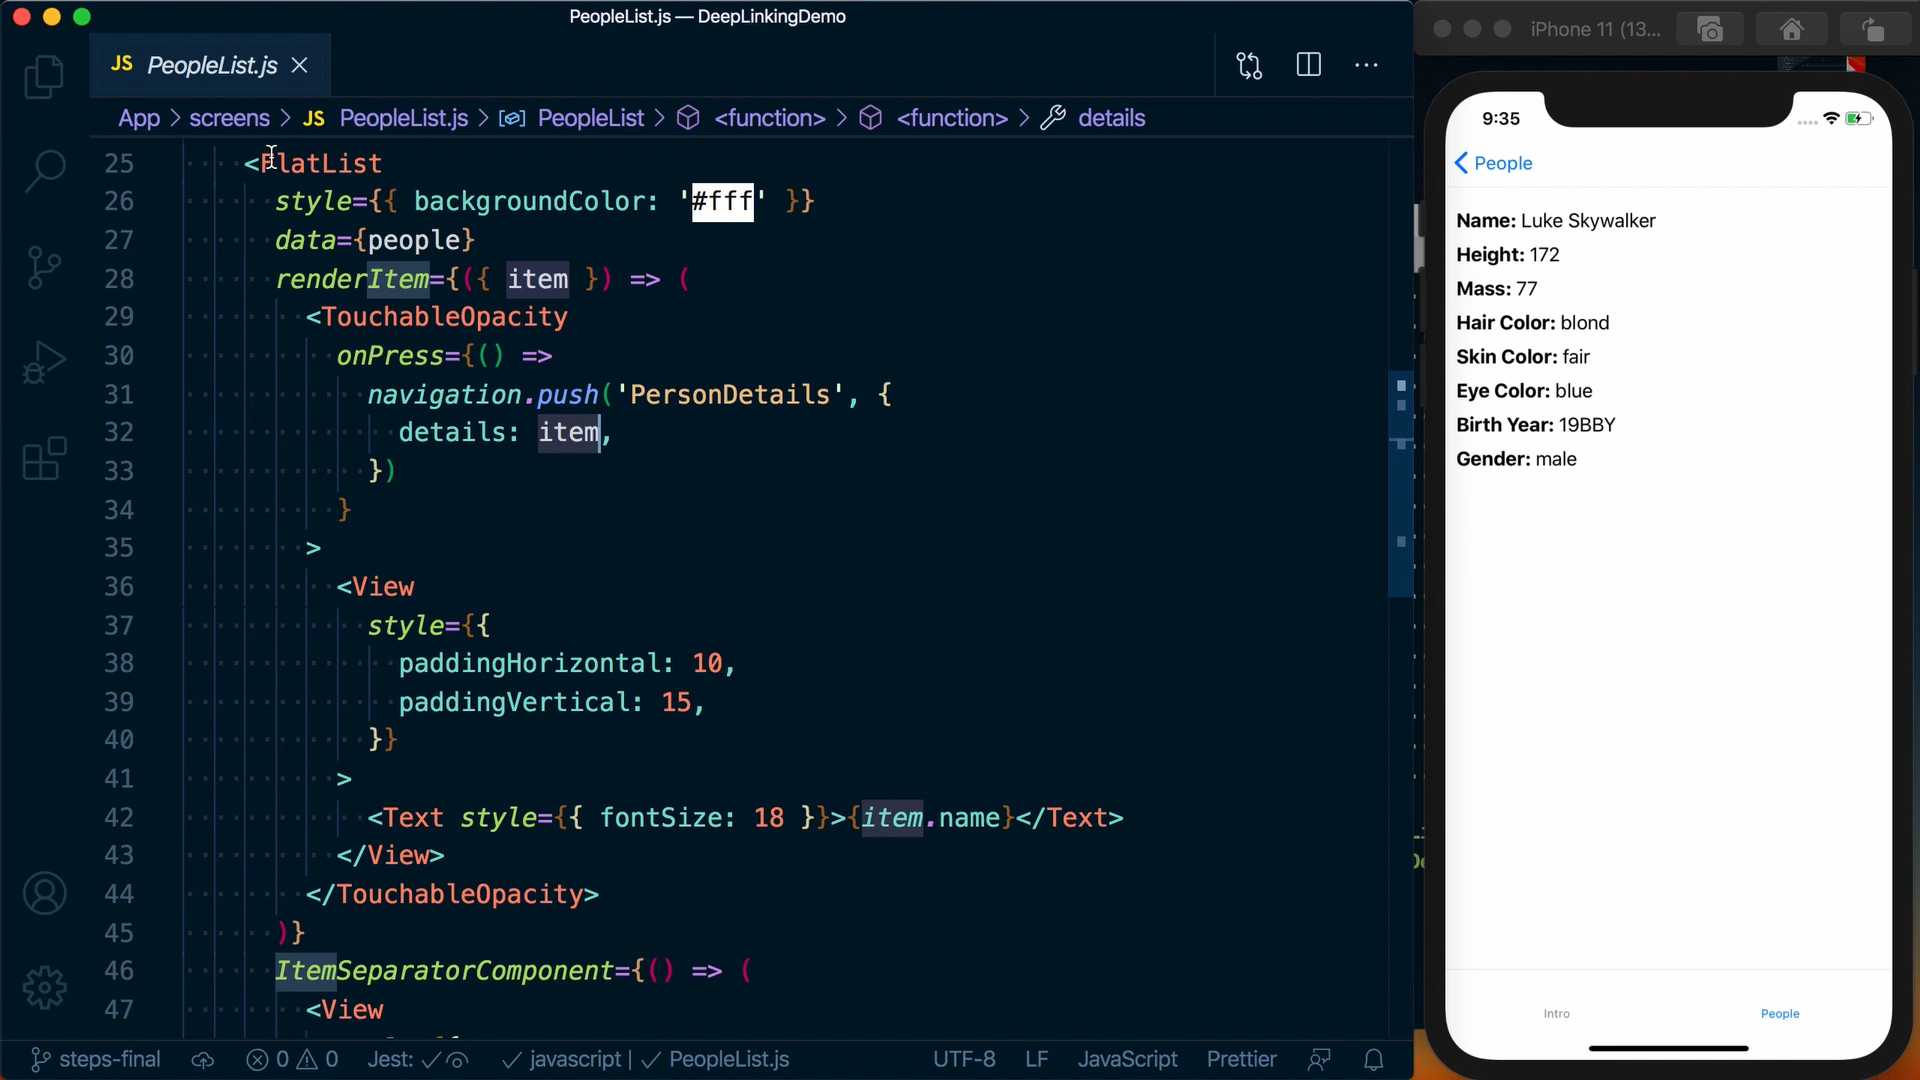 PeopleList.js — DeepLinkingDemo
JS PeopleList.js
App > screens > JS PeopleList.js > PeopleList > <function> > <function> > details
25 <FlatList
26 style={{ backgroundColor: '#fff' }}
27 data={people}
28 renderItem={({ item }) => (
29 <TouchableOpacity
30 onPress={() =>
31 navigation.push('PersonDetails', {
32 details: item,
33 })
34 }
35 >
36 <View
37 style={{
38 paddingHorizontal: 10,
39 paddingVertical: 15,
40 }}
41 >
42 <Text style={{ fontSize: 18 }}>{item.name}</Text>
43 </View>
44 </TouchableOpacity>
45 )}
46 ItemSeparatorComponent={() => (
47 <View
steps-final 0 0 Jest: ✓ ✓ javascript | ✓ PeopleList.js UTF-8 LF JavaScript Prettier
iPhone 11 (13...
9:35
People
Name: Luke Skywalker
Height: 172
Mass: 77
Hair Color: blond
Skin Color: fair
Eye Color: blue
Birth Year: 19BBY
Gender: male
Intro People